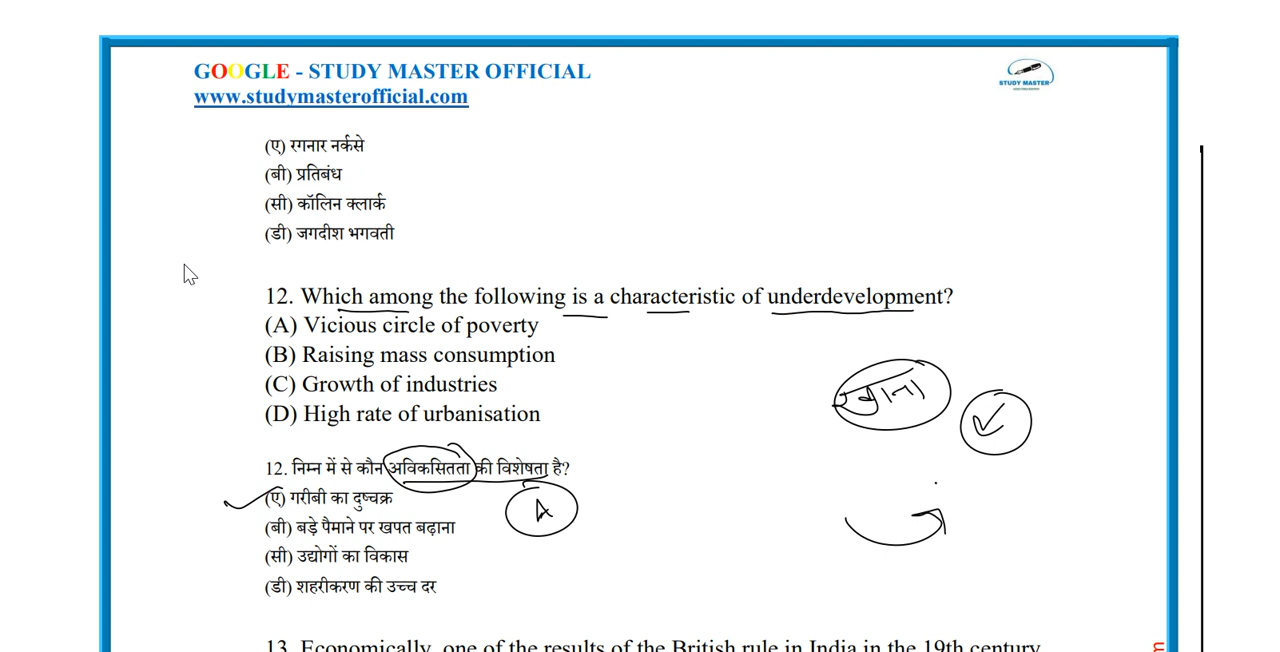 GOOGLE - STUDY MASTER OFFICIAL
www.studymasterofficial.com
STUDY MASTER
(ए) रगनार नर्कसे
(बी) प्रतिबंध
(सी) कॉलिन क्लार्क
(डी) जगदीश भगवती
12. Which among the following is a characteristic of underdevelopment?
(A) Vicious circle of poverty
(B) Raising mass consumption
(C) Growth of industries
(D) High rate of urbanisation
12. निम्न में से कौन अविकसितता की विशेषता है?
(ए) गरीबी का दुष्चक्र
A
(बी) बड़े पैमाने पर खपत बढ़ाना
(सी) उद्योगों का विकास
(डी) शहरीकरण की उच्च दर
13. Economically, one of the results of the British rule in India in the 19th century